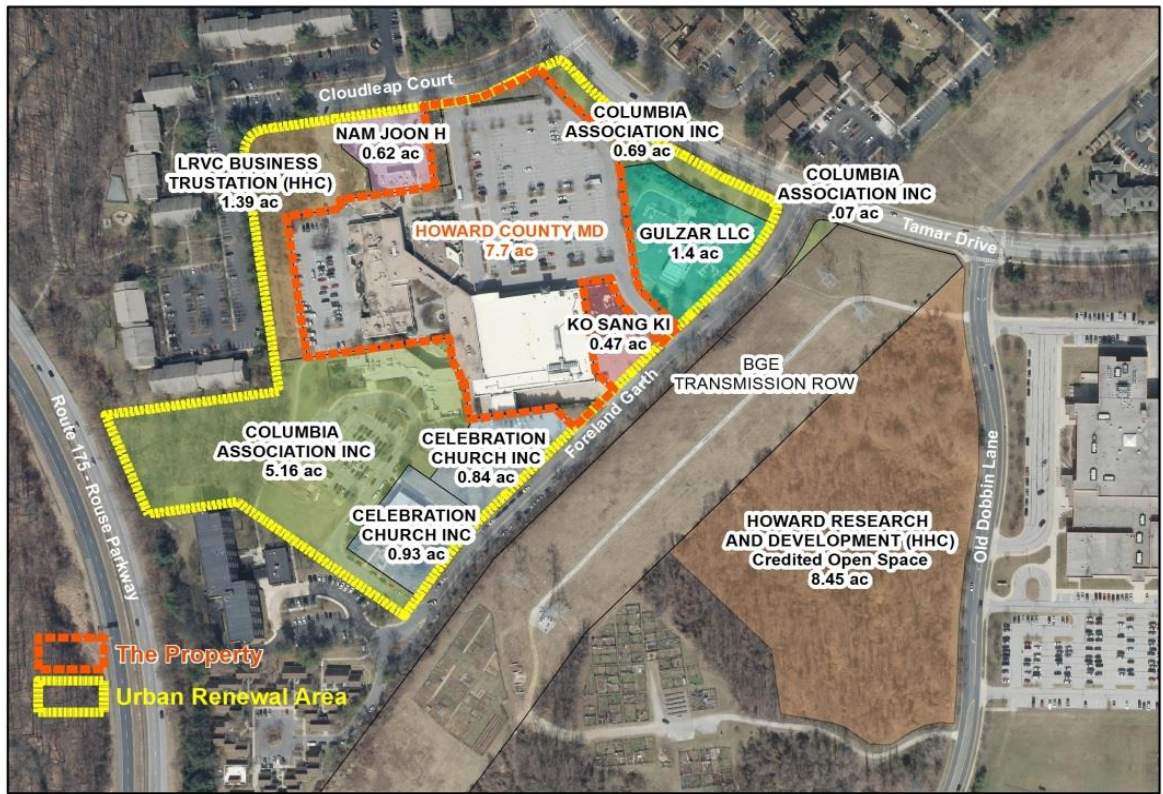 Cloudleap Court
NAM JOON H
0.62 ac
COLUMBIA
ASSOCIATION INC
0.69 ac
LRVC BUSINESS
TRUSTATION (HHC)
1.39 ac
COLUMBIA
ASSOCIATION INC
.07 ac
HOWARD COUNTY MD
7.7 ac
GULZAR LLC
1.4 ac
Tamar Drive
KO SANG KI
0.47 ac
BGE
TRANSMISSION ROW
Foreland Garth
Route 175 - Rouse Parkway
COLUMBIA
ASSOCIATION INC
5.16 ac
CELEBRATION
CHURCH INC
0.84 ac
CELEBRATION
CHURCH INC
0.93 ac
HOWARD RESEARCH
AND DEVELOPMENT (HHC)
Credited Open Space
8.45 ac
Old Dobbin Lane
The Property
Urban Renewal Area